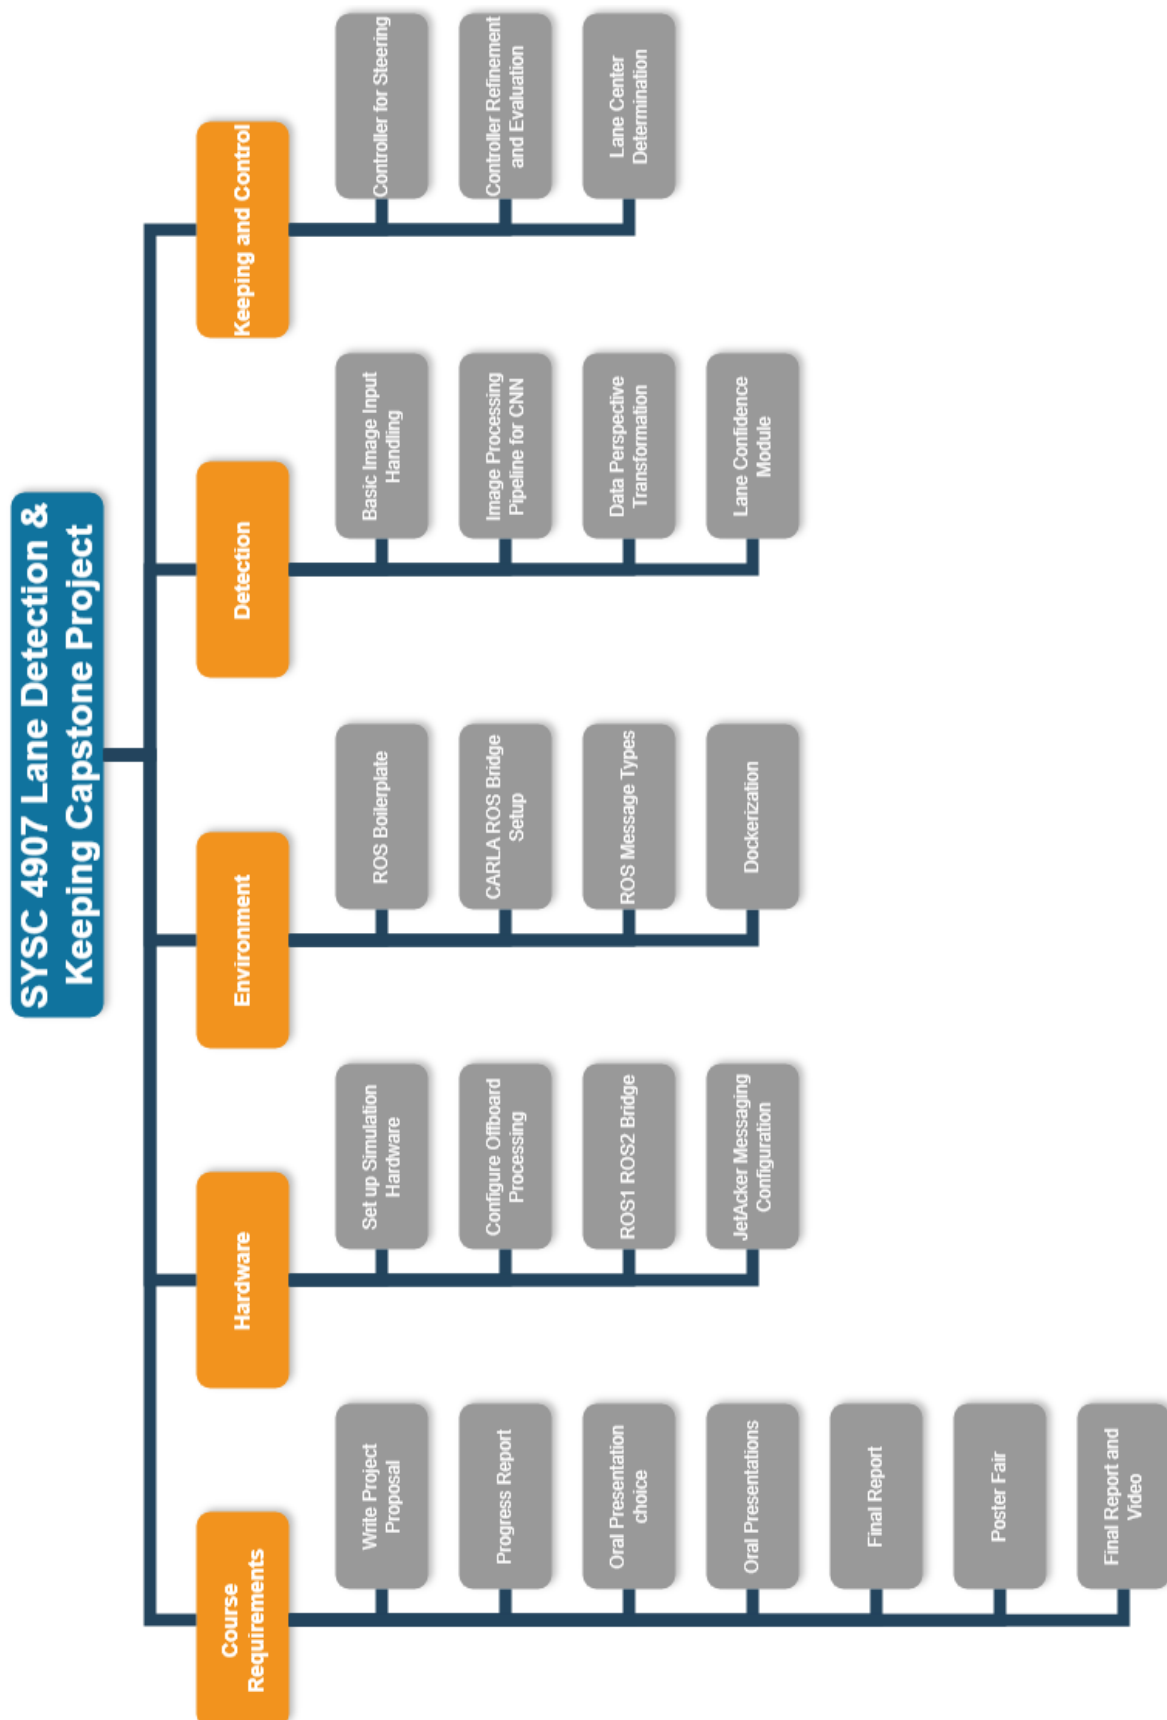 SYSC 4907 Lane Detection &
Keeping Capstone Project
Course
Requirements
Write Project
Proposal
Progress Report
Oral Presentation
choice
Oral Presentations
Final Report
Poster Fair
Final Report and
Video
Hardware
Set up Simulation
Hardware
Configure Offboard
Processing
ROS1 ROS2 Bridge
JetAcker Messaging
Configuration
Environment
ROS Boilerplate
CARLA ROS Bridge
Setup
ROS Message Types
Dockerization
Detection
Basic Image Input
Handling
Image Processing
Pipeline for CNN
Data Perspective
Transformation
Lane Confidence
Module
Keeping and Control
Controller for Steering
Controller Refinement
and Evaluation
Lane Center
Determination